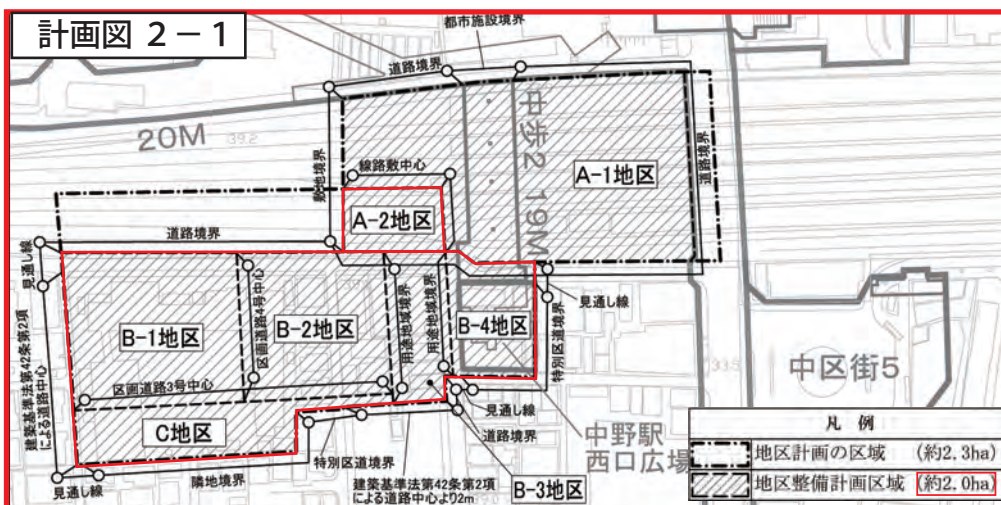 計画図 2－1
都市施設境界
道路境界
20M
39.2
中歩2 19M
A-1地区
道路境界
敷地境界
線路敷中心
A-2地区
道路境界
見通し線
見通し線
B-1地区
区画道路4号中心
B-2地区
用途地域境界
用途地域境界
B-4地区
特別区道境界
33.5
中区街5
建築基準法第42条第2項
による道路中心
区画道路3号中心
C地区
見通し線
道路境界
中野駅
西口広場
見通し線
隣地境界
特別区道境界
建築基準法第42条第2項
による道路中心より2m
B-3地区
凡 例
地区計画の区域 (約2.3ha)
地区整備計画区域 (約2.0ha)